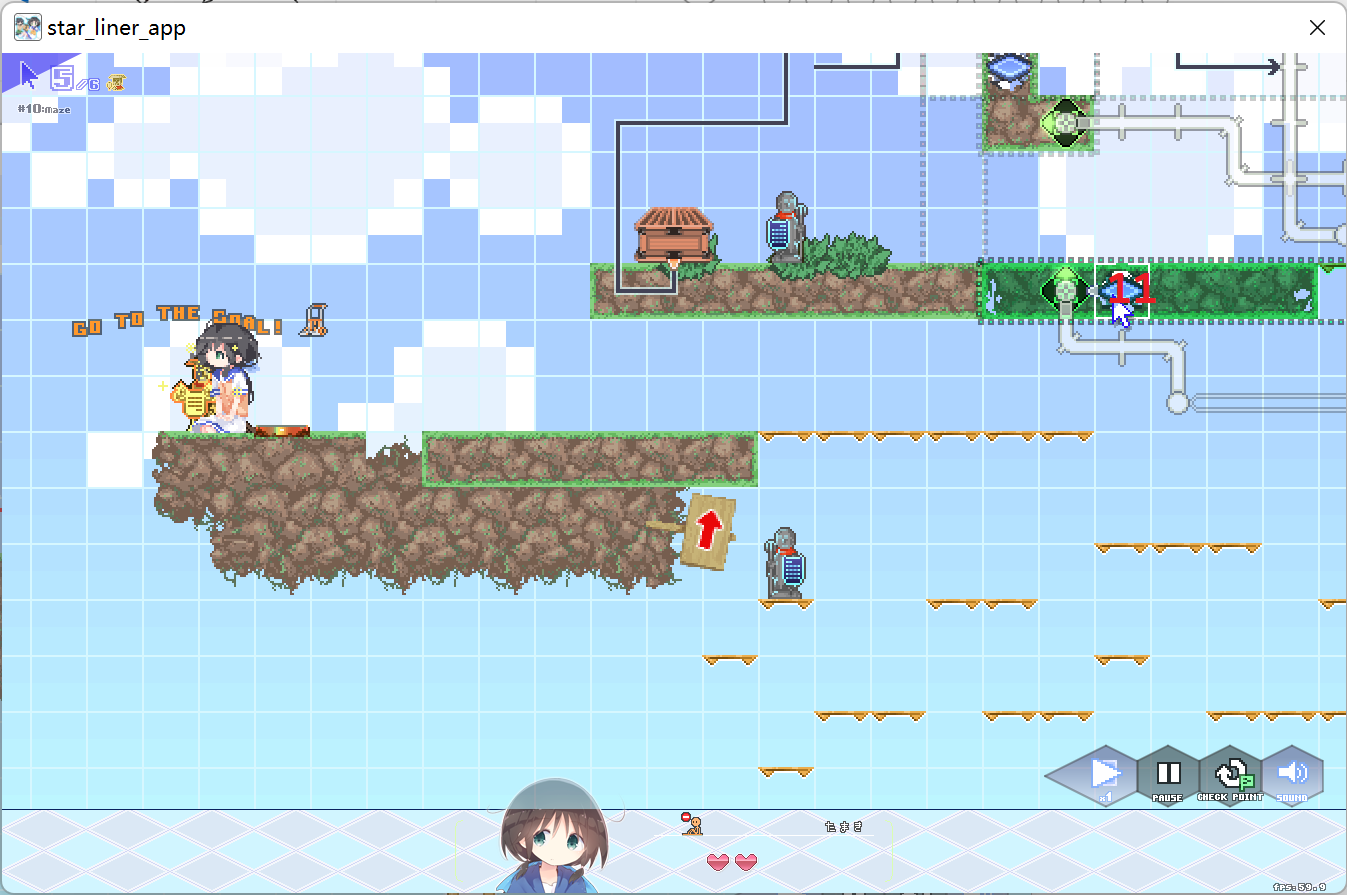 star_liner_app
5/6
#10:maze
GO TO THE GOAL!
11
x1
PAUSE
CHECK POINT
SOUND
たまき
fps:59.9